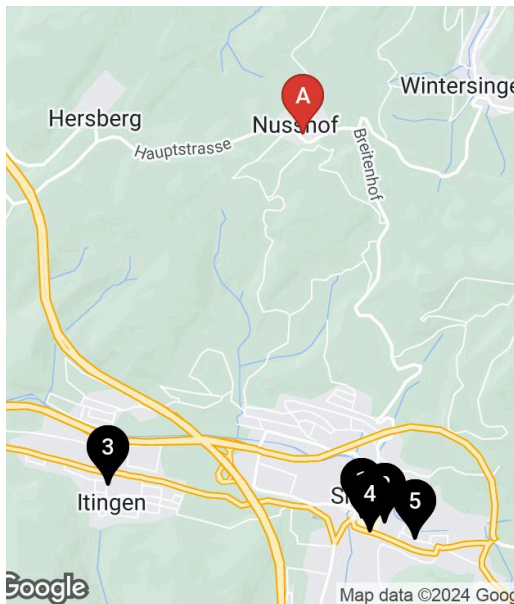 A
Wintersinge
Hersberg
Nusshof
Hauptstrasse
Breitenhof
3
Itingen
4
5
Google
Map data ©2024 Goog